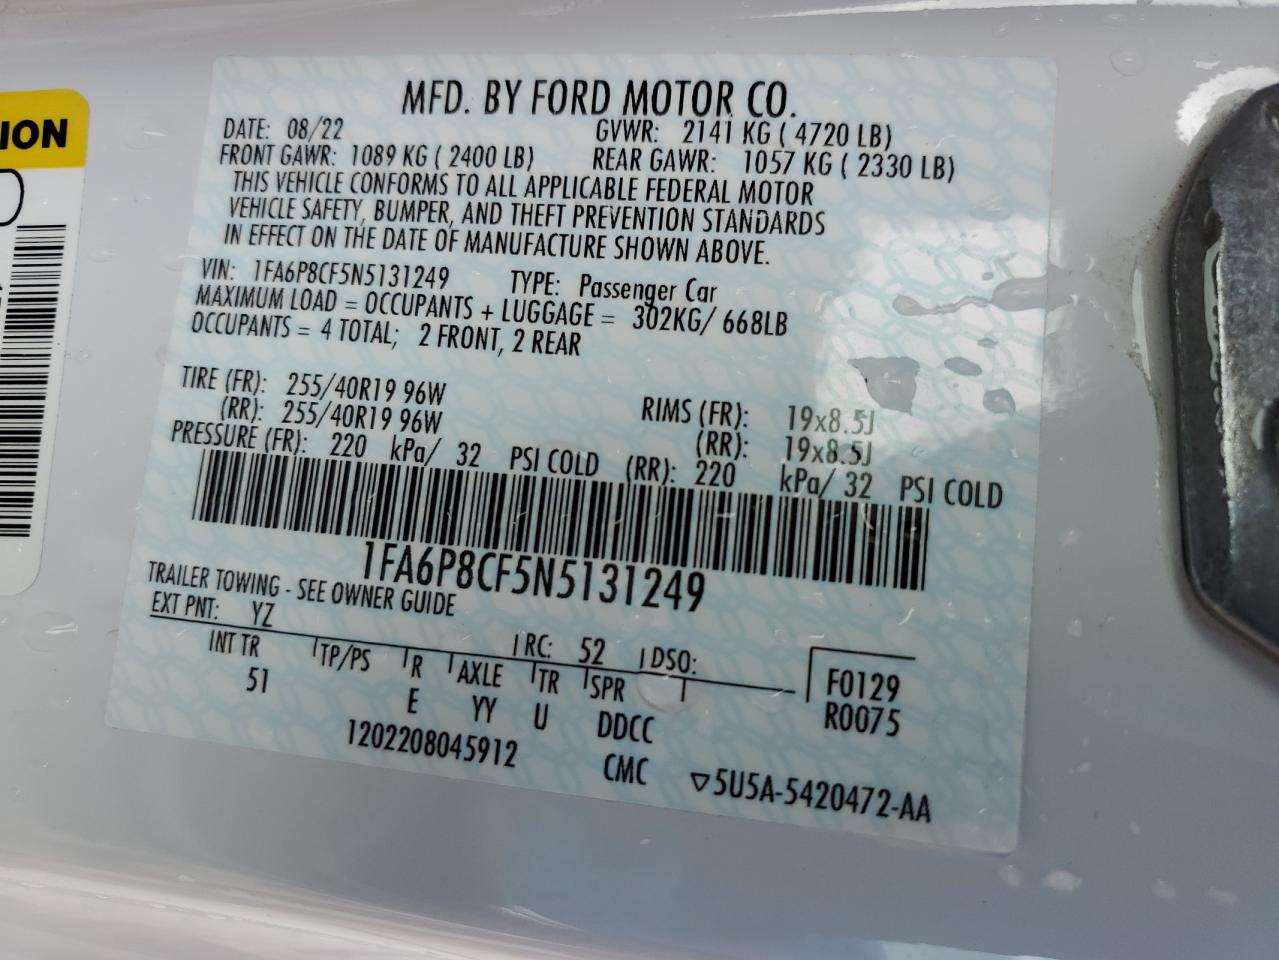 ION
MFD. BY FORD MOTOR CO.
DATE: 08/22 GVWR: 2141 KG ( 4720 LB)
FRONT GAWR: 1089 KG ( 2400 LB) REAR GAWR: 1057 KG ( 2330 LB)
THIS VEHICLE CONFORMS TO ALL APPLICABLE FEDERAL MOTOR
VEHICLE SAFETY, BUMPER, AND THEFT PREVENTION STANDARDS
IN EFFECT ON THE DATE OF MANUFACTURE SHOWN ABOVE.
VIN: 1FA6P8CF5N5131249 TYPE: Passenger Car
MAXIMUM LOAD = OCCUPANTS + LUGGAGE = 302KG/ 668LB
OCCUPANTS = 4 TOTAL; 2 FRONT, 2 REAR
TIRE (FR): 255/40R19 96W RIMS (FR): 19x8.5J
(RR): 255/40R19 96W (RR): 19x8.5J
PRESSURE (FR): 220 kPa/ 32 PSI COLD (RR): 220 kPa/ 32 PSI COLD
1FA6P8CF5N5131249
TRAILER TOWING - SEE OWNER GUIDE
EXT PNT: YZ RC: 52 DSO:
INT TR TP/PS R AXLE TR SPR F0129
51 E YY U DDCC R0075
1202208045912 CMC ▽5U5A-5420472-AA